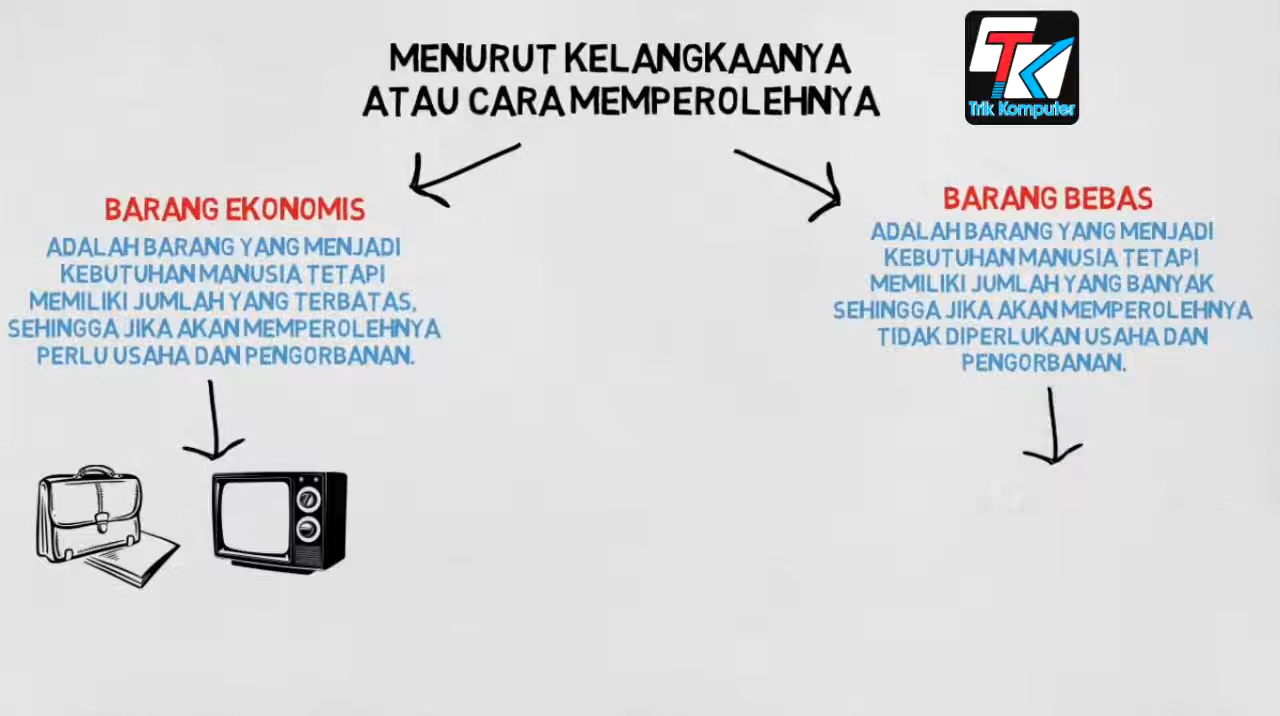 MENURUT KELANGKAANYA
ATAU CARA MEMPEROLEHNYA
TK
Trik Komputer
BARANG EKONOMIS
ADALAH BARANG YANG MENJADI
KEBUTUHAN MANUSIA TETAPI
MEMILIKI JUMLAH YANG TERBATAS,
SEHINGGA JIKA AKAN MEMPEROLEHNYA
PERLU USAHA DAN PENGORBANAN.
BARANG BEBAS
ADALAH BARANG YANG MENJADI
KEBUTUHAN MANUSIA TETAPI
MEMILIKI JUMLAH YANG BANYAK
SEHINGGA JIKA AKAN MEMPEROLEHNYA
TIDAK DIPERLUKAN USAHA DAN
PENGORBANAN.